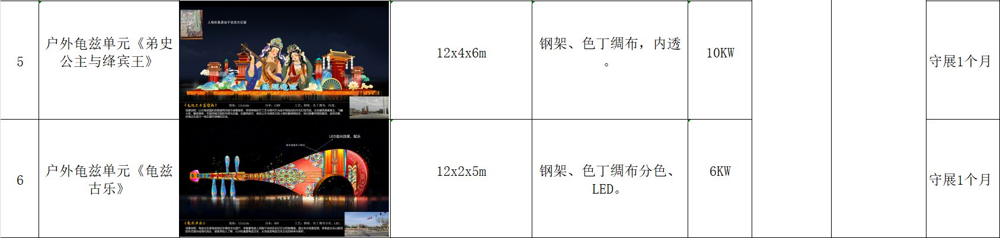 5
户外龟兹单元《弟史
公主与绛宾王》
人物形象源自于克孜尔石窟
规格：12x4x6m
功率：10KW
工艺：钢架、色丁绸布，内透。
12x4x6m
钢架、色丁绸布，内透
。
10KW
守展1个月
6
户外龟兹单元《龟兹
古乐》
LED追光效果、配乐
《龟兹古乐》
规格：12x2x5m
功率：6KW
工艺：钢架、色丁绸布分色、LED。
12x2x5m
钢架、色丁绸布分色、
LED。
6KW
守展1个月